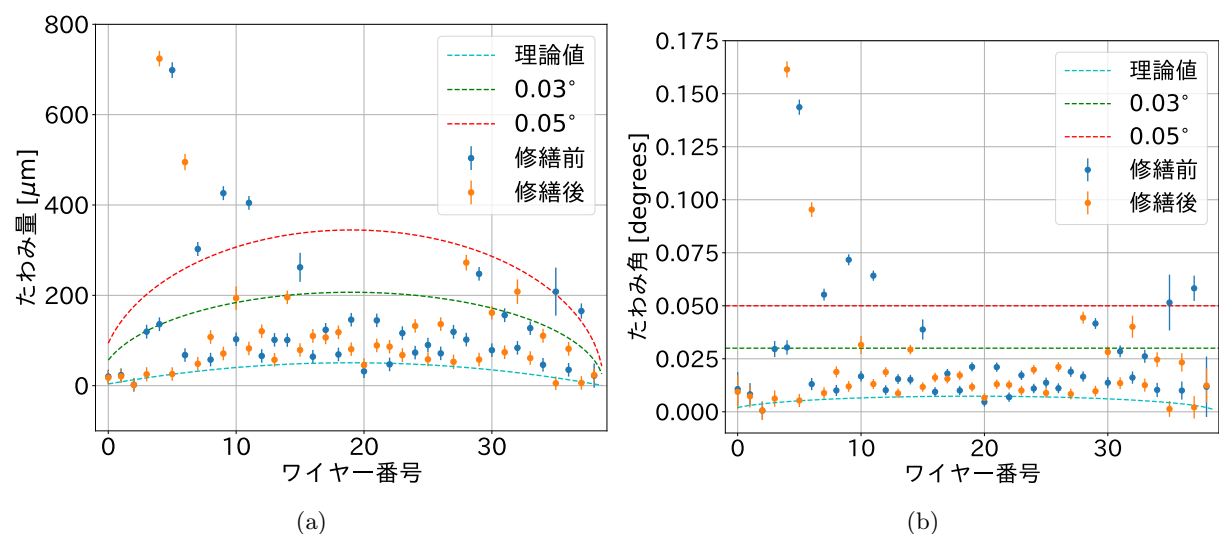 800
600
400
200
0
たわみ量 [μm]
0
10
20
30
ワイヤー番号
理論値
0.03°
0.05°
修繕前
修繕後
(a)
0.175
0.150
0.125
0.100
0.075
0.050
0.025
0.000
たわみ角 [degrees]
0
10
20
30
ワイヤー番号
理論値
0.03°
0.05°
修繕前
修繕後
(b)